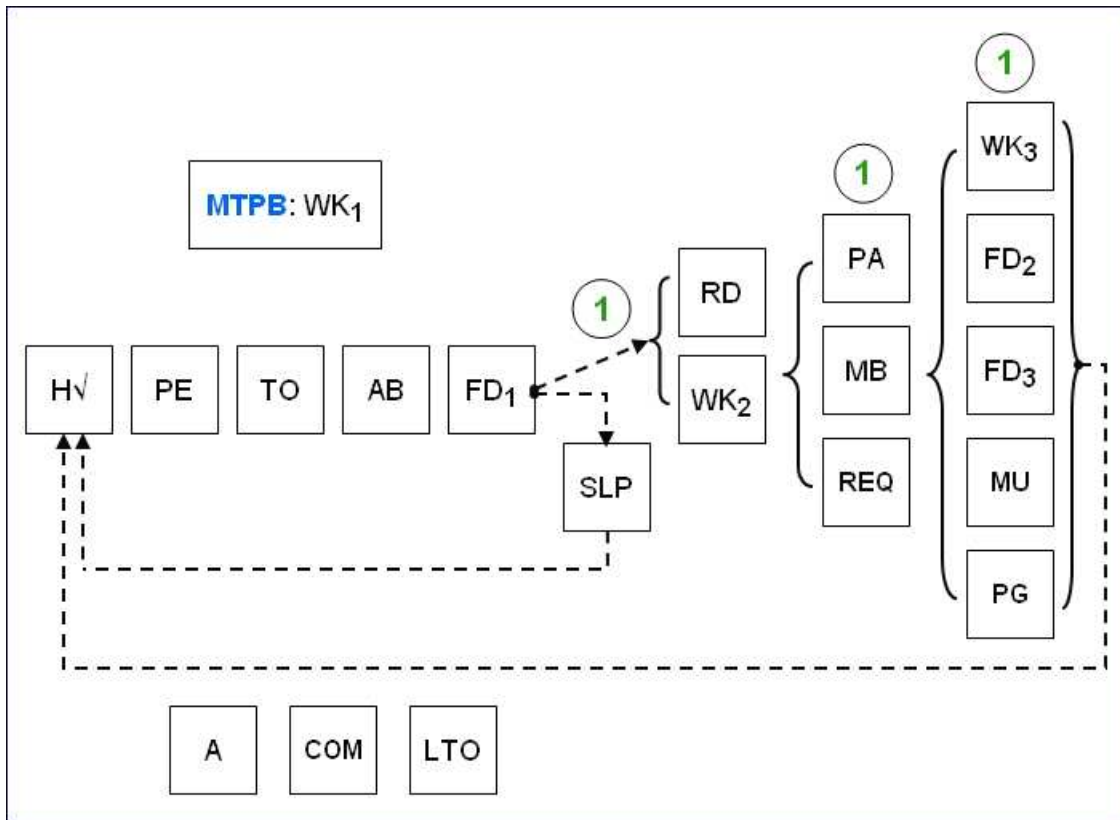 1
WK₃
MTPB: WK₁
1
PA
FD₂
RD
1
H√
PE
TO
AB
FD₁
WK₂
MB
FD₃
SLP
REQ
MU
PG
A
COM
LTO